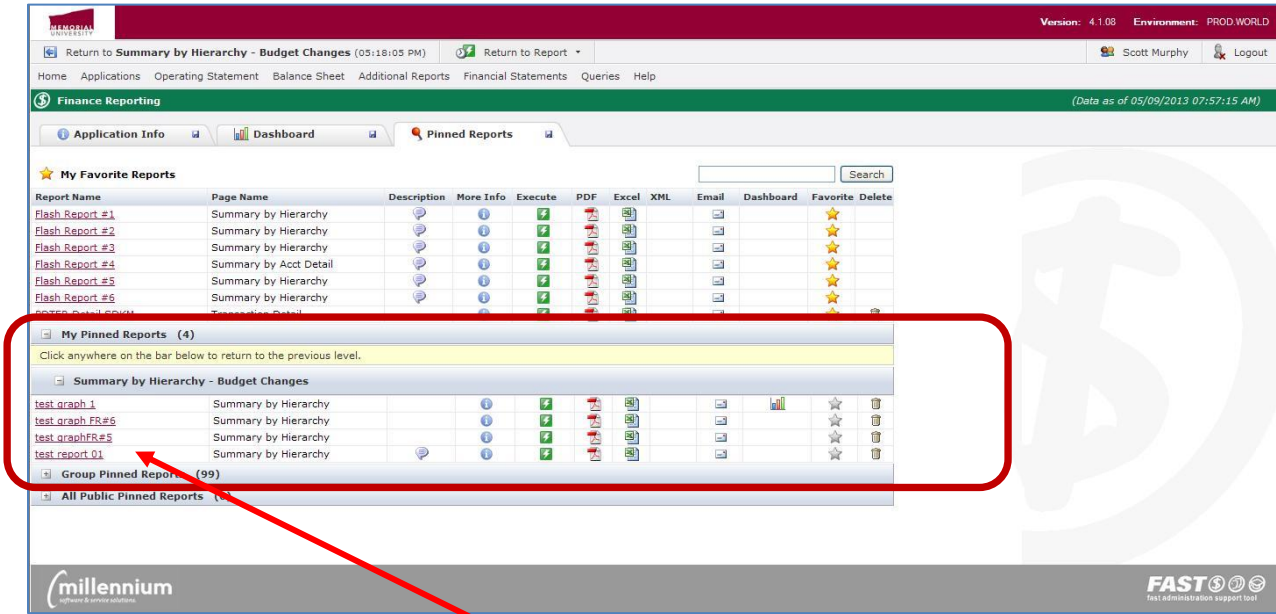 MEMORIAL
UNIVERSITY
Version: 4.1.08 Environment: PROD.WORLD
Return to Summary by Hierarchy - Budget Changes (05:18:05 PM) Return to Report Scott Murphy Logout
Home Applications Operating Statement Balance Sheet Additional Reports Financial Statements Queries Help
Finance Reporting (Data as of 05/09/2013 07:57:15 AM)
Application Info Dashboard Pinned Reports
My Favorite Reports Search
Report Name Page Name Description More Info Execute PDF Excel XML Email Dashboard Favorite Delete
Flash Report #1 Summary by Hierarchy
Flash Report #2 Summary by Hierarchy
Flash Report #3 Summary by Hierarchy
Flash Report #4 Summary by Acct Detail
Flash Report #5 Summary by Hierarchy
Flash Report #6 Summary by Hierarchy
Transaction Detail
My Pinned Reports (4)
Click anywhere on the bar below to return to the previous level.
Summary by Hierarchy - Budget Changes
test graph 1 Summary by Hierarchy
test graph FR#6 Summary by Hierarchy
test graphFR#5 Summary by Hierarchy
test report 01 Summary by Hierarchy
Group Pinned Reports (99)
All Public Pinned Reports
millennium
software & service solutions
FAST
fast administration support tool